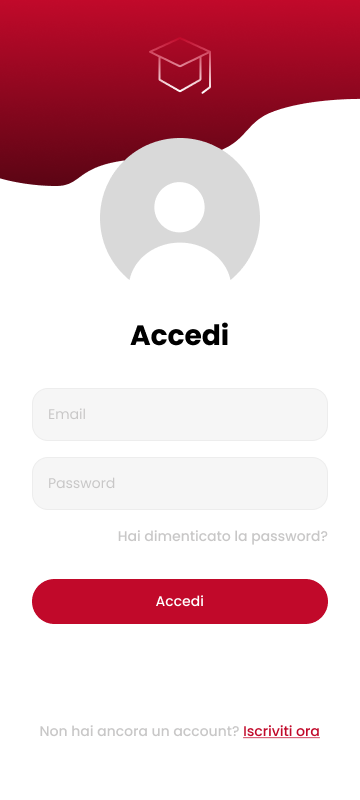 Accedi
Email
Password
Hai dimenticato la password?
Accedi
Non hai ancora un account? Iscriviti ora